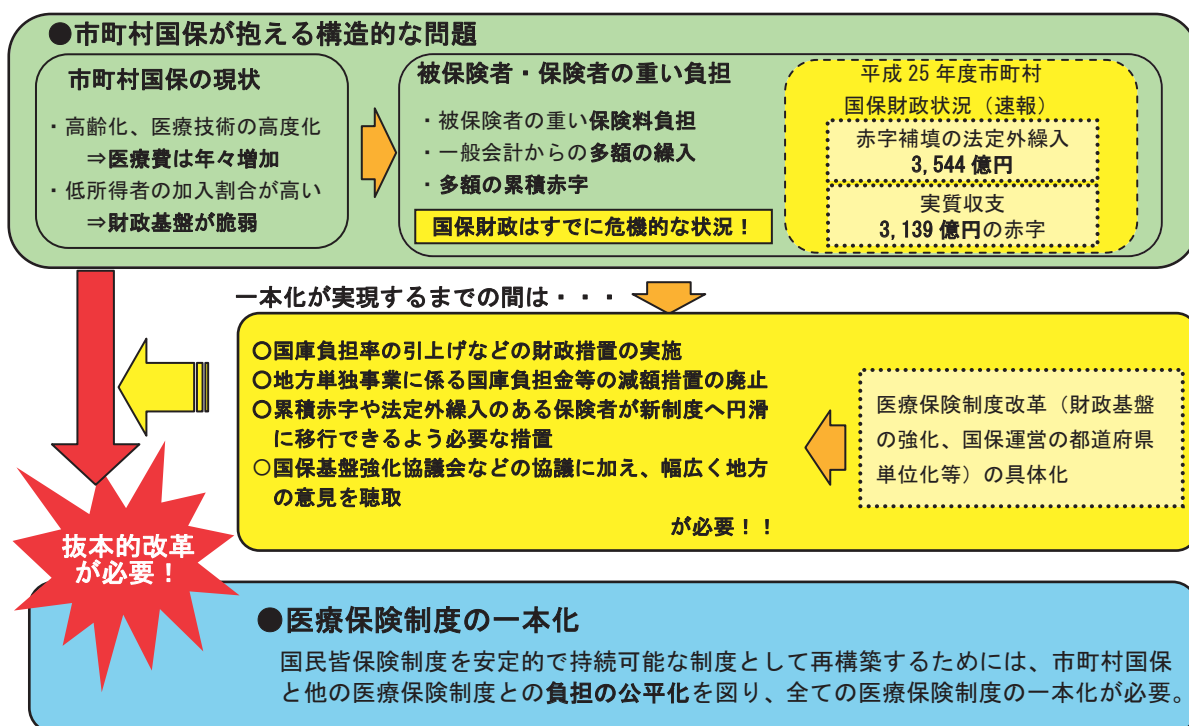 ●市町村国保が抱える構造的な問題
市町村国保の現状
・高齢化、医療技術の高度化
⇒医療費は年々増加
・低所得者の加入割合が高い
⇒財政基盤が脆弱
被保険者・保険者の重い負担
・被保険者の重い保険料負担
・一般会計からの多額の繰入
・多額の累積赤字
国保財政はすでに危機的な状況！
平成 25 年度市町村
国保財政状況（速報）
赤字補填の法定外繰入
3,544 億円
実質収支
3,139 億円の赤字
一本化が実現するまでの間は・・・
○国庫負担率の引上げなどの財政措置の実施
○地方単独事業に係る国庫負担金等の減額措置の廃止
○累積赤字や法定外繰入のある保険者が新制度へ円滑
に移行できるよう必要な措置
○国保基盤強化協議会などの協議に加え、幅広く地方
の意見を聴取
が必要！！
医療保険制度改革（財政基盤
の強化、国保運営の都道府県
単位化等）の具体化
抜本的改革
が必要！
●医療保険制度の一本化
国民皆保険制度を安定的で持続可能な制度として再構築するためには、市町村国保
と他の医療保険制度との負担の公平化を図り、全ての医療保険制度の一本化が必要。